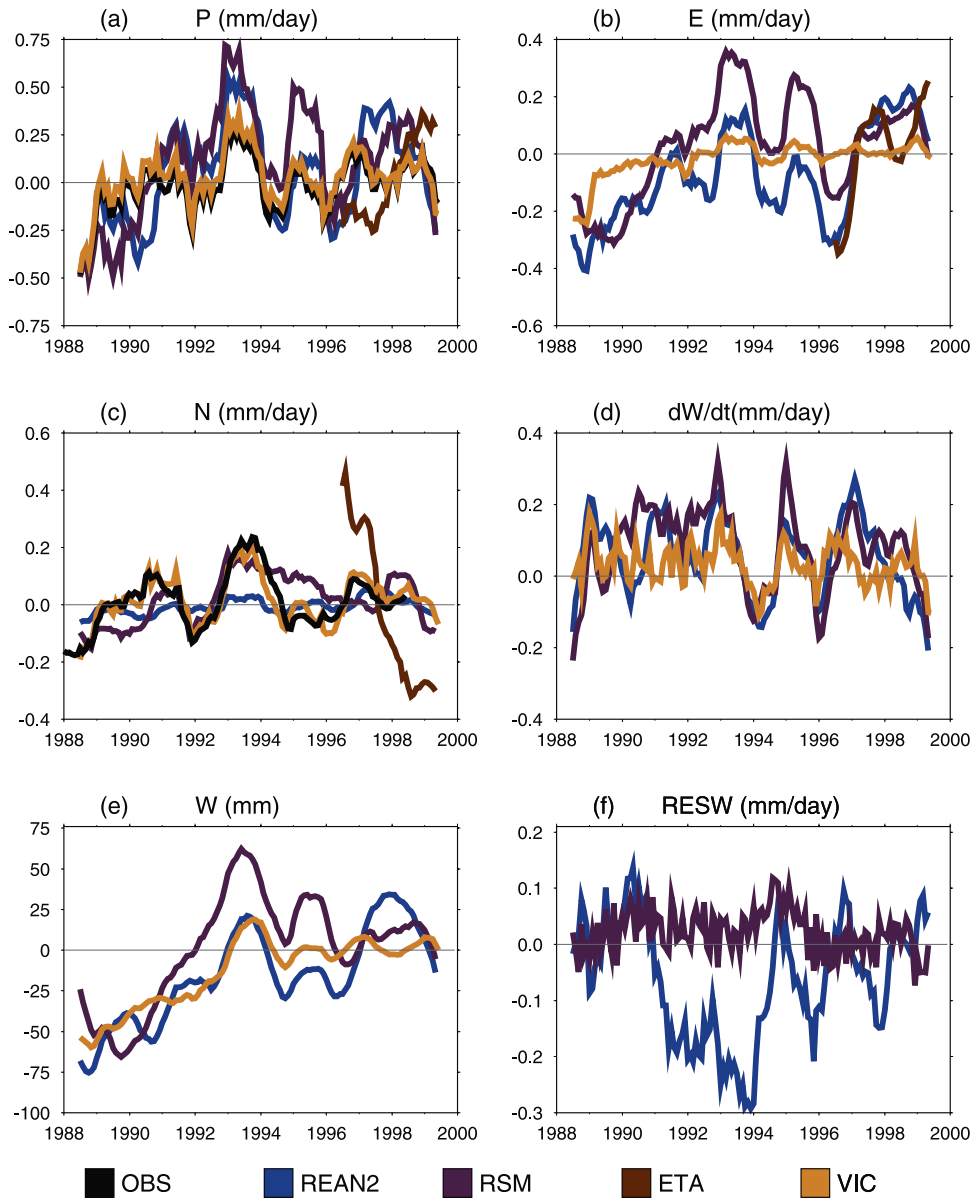 (a) P (mm/day)
0.75
0.50
0.25
0.00
-0.25
-0.50
-0.75
1988 1990 1992 1994 1996 1998 2000
(b) E (mm/day)
0.4
0.2
0.0
-0.2
-0.4
-0.6
1988 1990 1992 1994 1996 1998 2000
(c) N (mm/day)
0.6
0.4
0.2
0.0
-0.2
-0.4
1988 1990 1992 1994 1996 1998 2000
(d) dW/dt(mm/day)
0.4
0.2
0.0
-0.2
-0.4
1988 1990 1992 1994 1996 1998 2000
(e) W (mm)
75
50
25
0
-25
-50
-75
-100
1988 1990 1992 1994 1996 1998 2000
(f) RESW (mm/day)
0.2
0.1
0.0
-0.1
-0.2
-0.3
1988 1990 1992 1994 1996 1998 2000
OBS REAN2 RSM ETA VIC